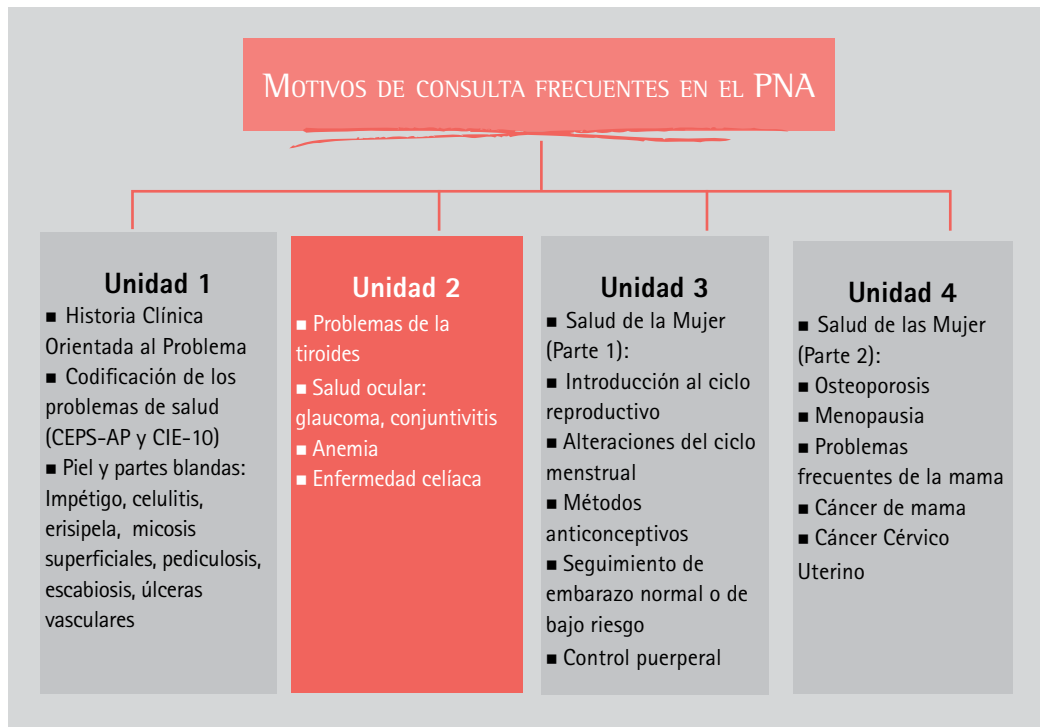 MOTIVOS DE CONSULTA FRECUENTES EN EL PNA
Unidad 1
■ Historia Clínica
Orientada al Problema
■ Codificación de los
problemas de salud
(CEPS-AP y CIE-10)
■ Piel y partes blandas:
Impétigo, celulitis,
erisipela, micosis
superficiales, pediculosis,
escabiosis, úlceras
vasculares
Unidad 2
■ Problemas de la
tiroides
■ Salud ocular:
glaucoma, conjuntivitis
■ Anemia
■ Enfermedad celíaca
Unidad 3
■ Salud de la Mujer
(Parte 1):
■ Introducción al ciclo
reproductivo
■ Alteraciones del ciclo
menstrual
■ Métodos
anticonceptivos
■ Seguimiento de
embarazo normal o de
bajo riesgo
■ Control puerperal
Unidad 4
■ Salud de las Mujer
(Parte 2):
■ Osteoporosis
■ Menopausia
■ Problemas
frecuentes de la mama
■ Cáncer de mama
■ Cáncer Cérvico
Uterino